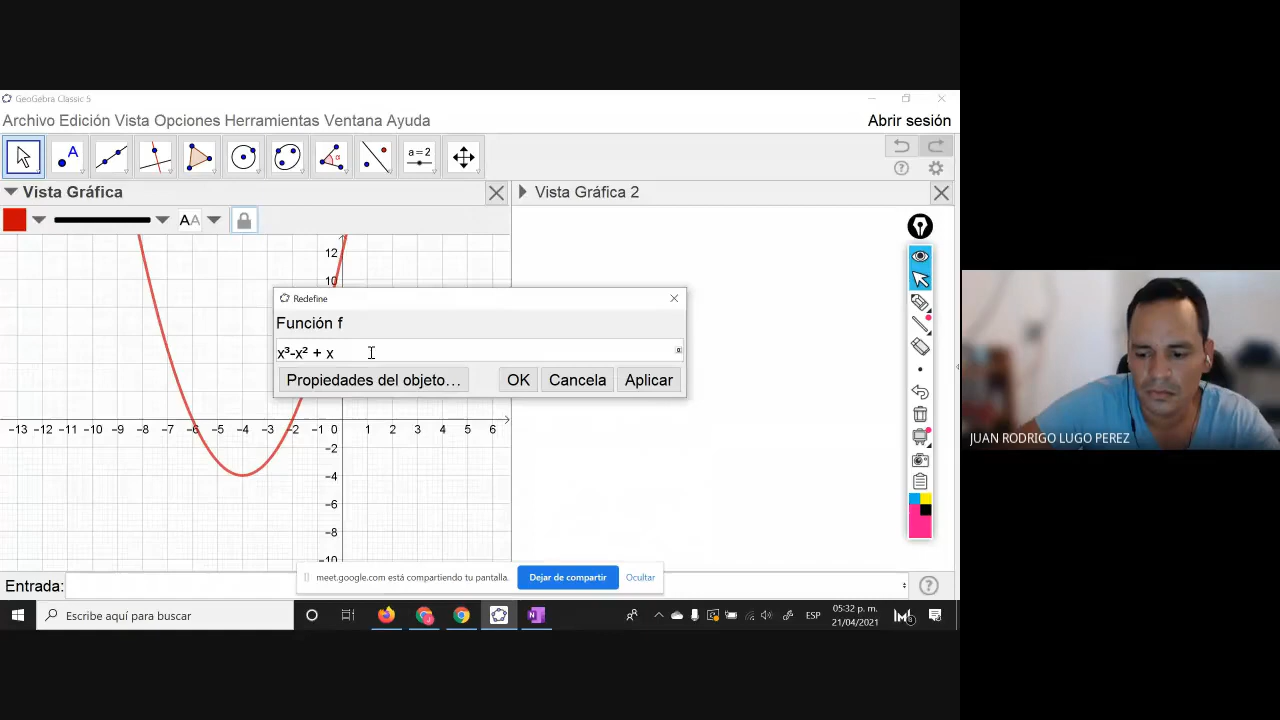 GeoGebra Classic 5
Archivo Edición Vista Opciones Herramientas Ventana Ayuda
Abrir sesión
A
α
a=2
Vista Gráfica
Vista Gráfica 2
AA
12
10
Redefine
Función f
x³-x² + x
α
Propiedades del objeto...
OK
Cancela
Aplicar
-13 -12 -11 -10 -9 -8 -7 -6 -5 -4 -3 -2 -1 0 1 2 3 4 5 6
-2
-4
-6
-8
-10
JUAN RODRIGO LUGO PEREZ
meet.google.com está compartiendo tu pantalla.
Dejar de compartir
Ocultar
Entrada:
Escribe aquí para buscar
ESP
05:32 p. m.
21/04/2021